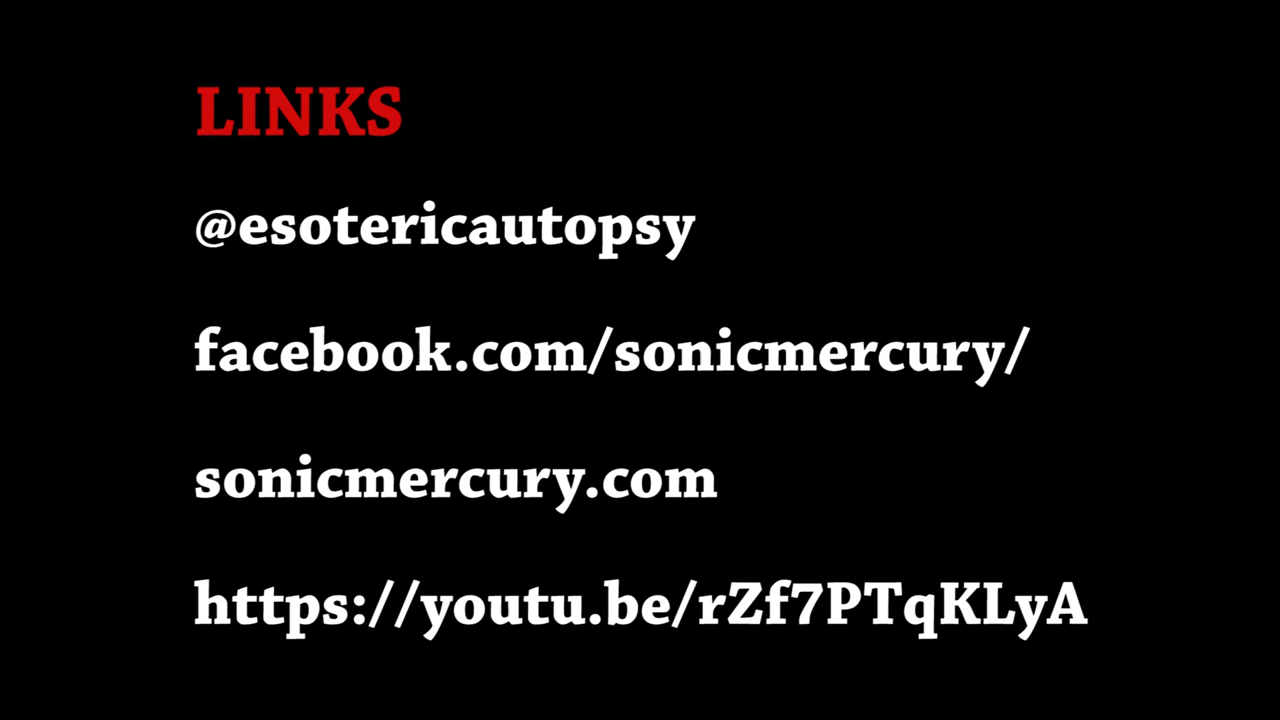 LINKS
@esotericautopsy
facebook.com/sonicmercury/
sonicmercury.com
https://youtu.be/rZf7PTqKLyA